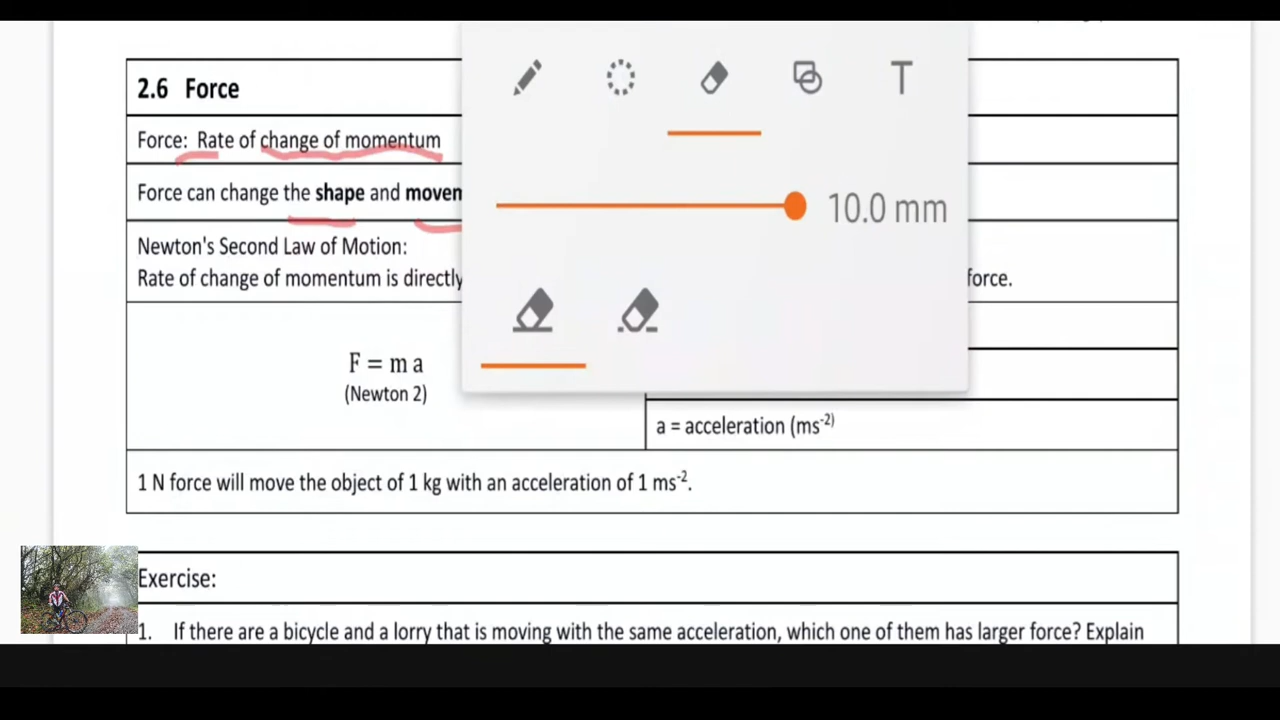 2.6 Force
Force: Rate of change of momentum
Force can change the shape and
Newton's Second Law of Motion:
Rate of change of momentum is directly
force.
F = m a
(Newton 2)
a = acceleration (ms⁻²)
1 N force will move the object of 1 kg with an acceleration of 1 ms⁻².
Exercise:
1. If there are a bicycle and a lorry that is moving with the same acceleration, which one of them has larger force? Explain
T
10.0 mm